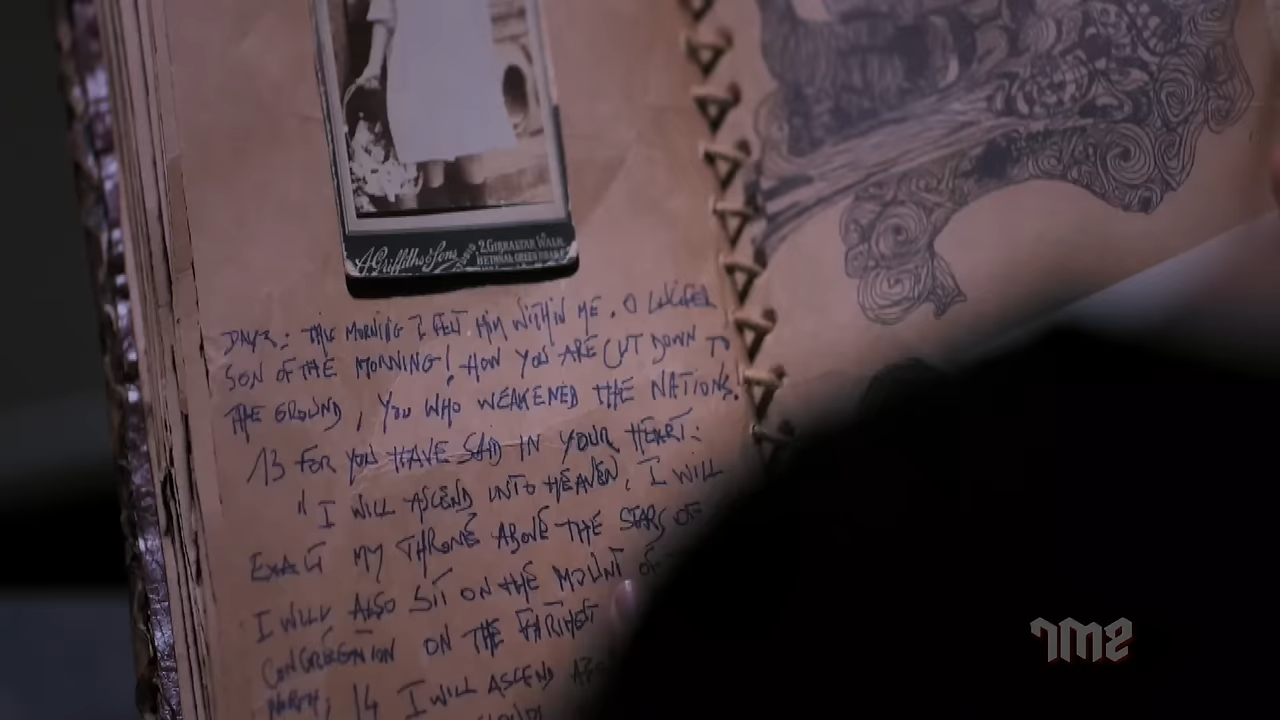 A. Griffiths & Sons
STUDIO
2. GIBRALTAR WALK
BETHNAL GREEN ROAD E
DAY 2: THIS MORNING I FELT HIM WITHIN ME. O LUCIFER
SON OF THE MORNING! HOW YOU ARE CUT DOWN TO
THE GROUND, YOU WHO WEAKENED THE NATIONS!
13 FOR YOU HAVE SAID IN YOUR HEART:
"I WILL ASCEND INTO HEAVEN, I WILL
EXALT MY THRONE ABOVE THE STARS OF
I WILL ALSO SIT ON THE MOUNT OF
CONGREGATION ON THE FARTHEST
NORTH, 14 I WILL ASCEND